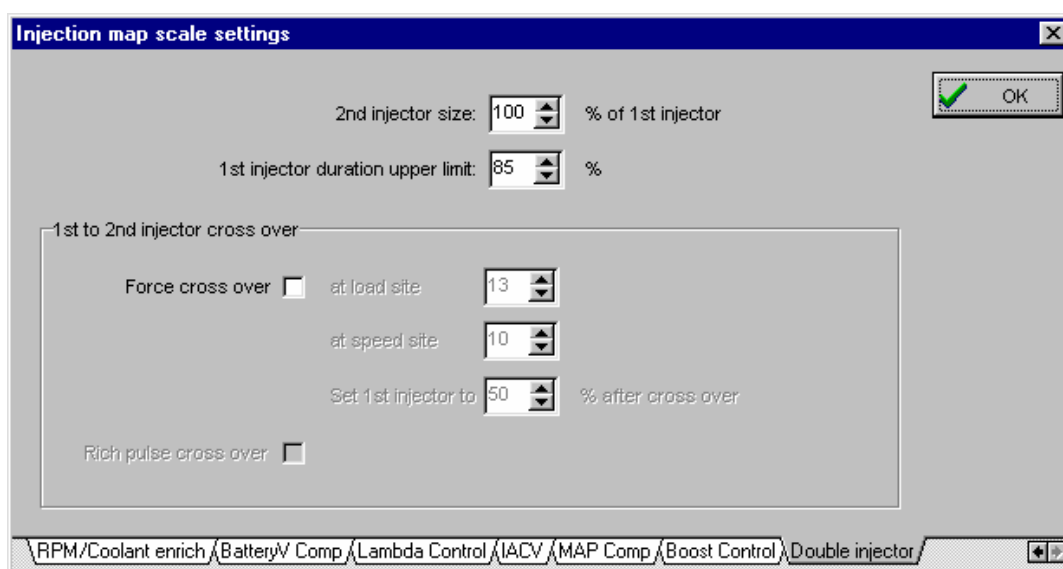 Injection map scale settings
OK
2nd injector size: 100 % of 1st injector
1st injector duration upper limit: 85 %
1st to 2nd injector cross over
Force cross over at load site 13
at speed site 10
Set 1st injector to 50 % after cross over
Rich pulse cross over
RPM/Coolant enrich BatteryV Comp Lambda Control IACV MAP Comp Boost Control Double injector